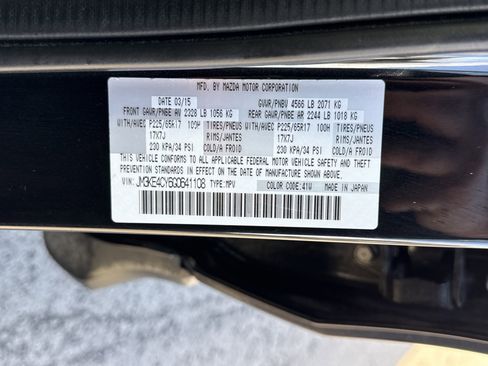 MFD. BY MAZDA MOTOR CORPORATION
DATE 03/15 GVWR/PNBV 4566 LB 2071 KG
FRONT GAWR/PNBE AV 2328 LB 1056 KG REAR GAWR/PNBE AR 2244 LB 1018 KG
WITH/AVEC P225/65R17 100H TIRES/PNEUS WITH/AVEC P225/65R17 100H TIRES/PNEUS
17X7J RIMS/JANTES 17X7J RIMS/JANTES
230 KPA/34 PSI COLD/A FROID 230 KPA/34 PSI COLD/A FROID
THIS VEHICLE CONFORMS TO ALL APPLICABLE FEDERAL MOTOR VEHICLE SAFETY AND THEFT
PREVENTION STANDARDS IN EFFECT ON THE DATE OF MANUFACTURE SHOWN ABOVE.
VIN: JM3KE4CY6G0641108 TYPE:MPV COLOR CODE:41W MADE IN JAPAN